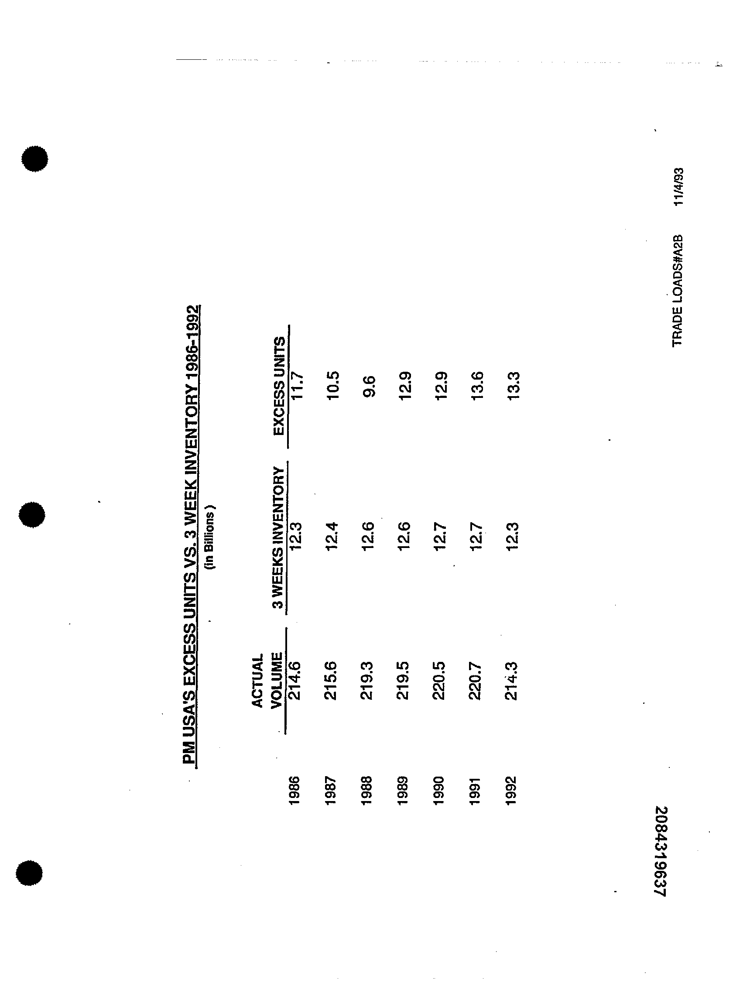 PM USA'S EXCESS UNITS VS. 3 WEEK INVENTORY 1986-1992
(in Billions )
ACTUAL
VOLUME 3 WEEKS INVENTORY EXCESS UNITS
1986 214.6 12.3 11.7
1987 215.6 12.4 10.5
1988 219.3 12.6 9.6
1989 219.5 12.6 12.9
1990 220.5 12.7 12.9
1991 220.7 12.7 13.6
1992 214.3 12.3 13.3
TRADE LOADS#A2B 11/4/93
2084319637